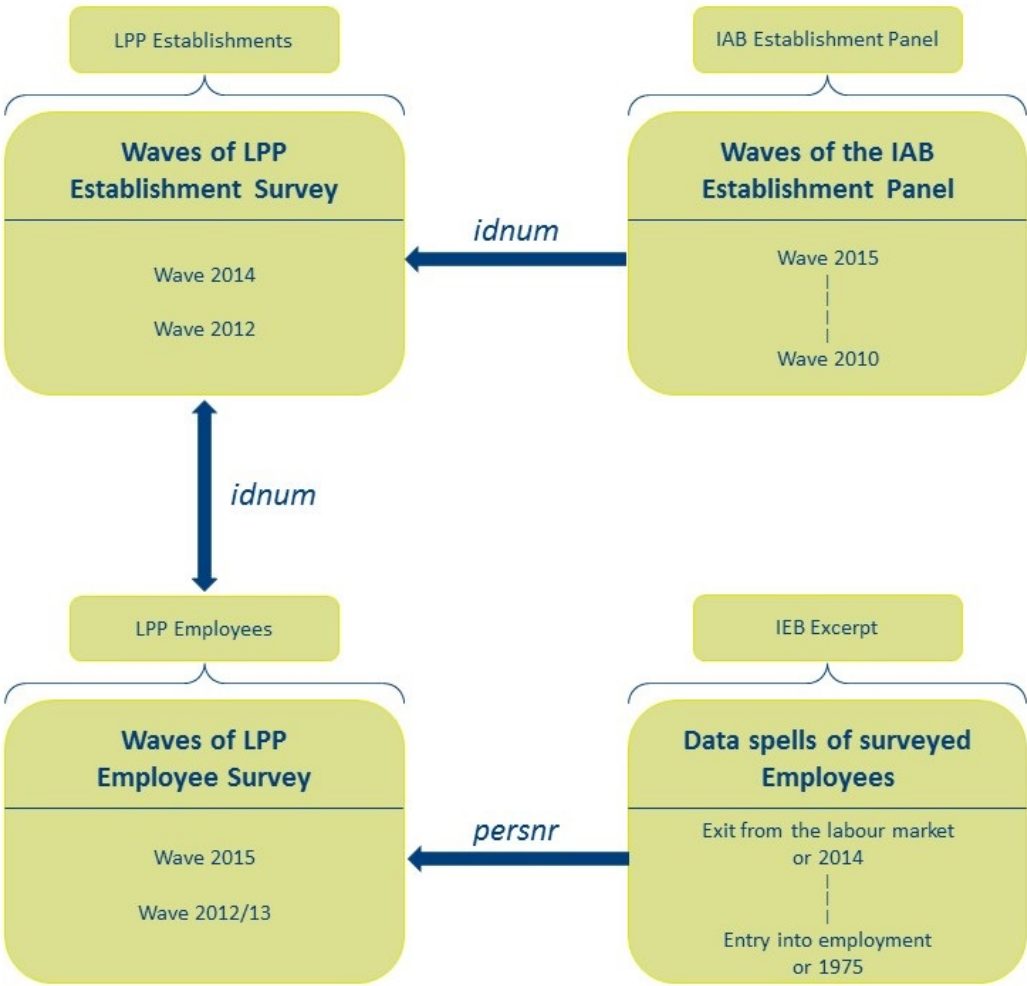 LPP Establishments
IAB Establishment Panel
Waves of LPP
Establishment Survey
Wave 2014
Wave 2012
idnum
Waves of the IAB
Establishment Panel
Wave 2015
Wave 2010
idnum
LPP Employees
IEB Excerpt
Waves of LPP
Employee Survey
Wave 2015
Wave 2012/13
persnr
Data spells of surveyed
Employees
Exit from the labour market
or 2014
Entry into employment
or 1975